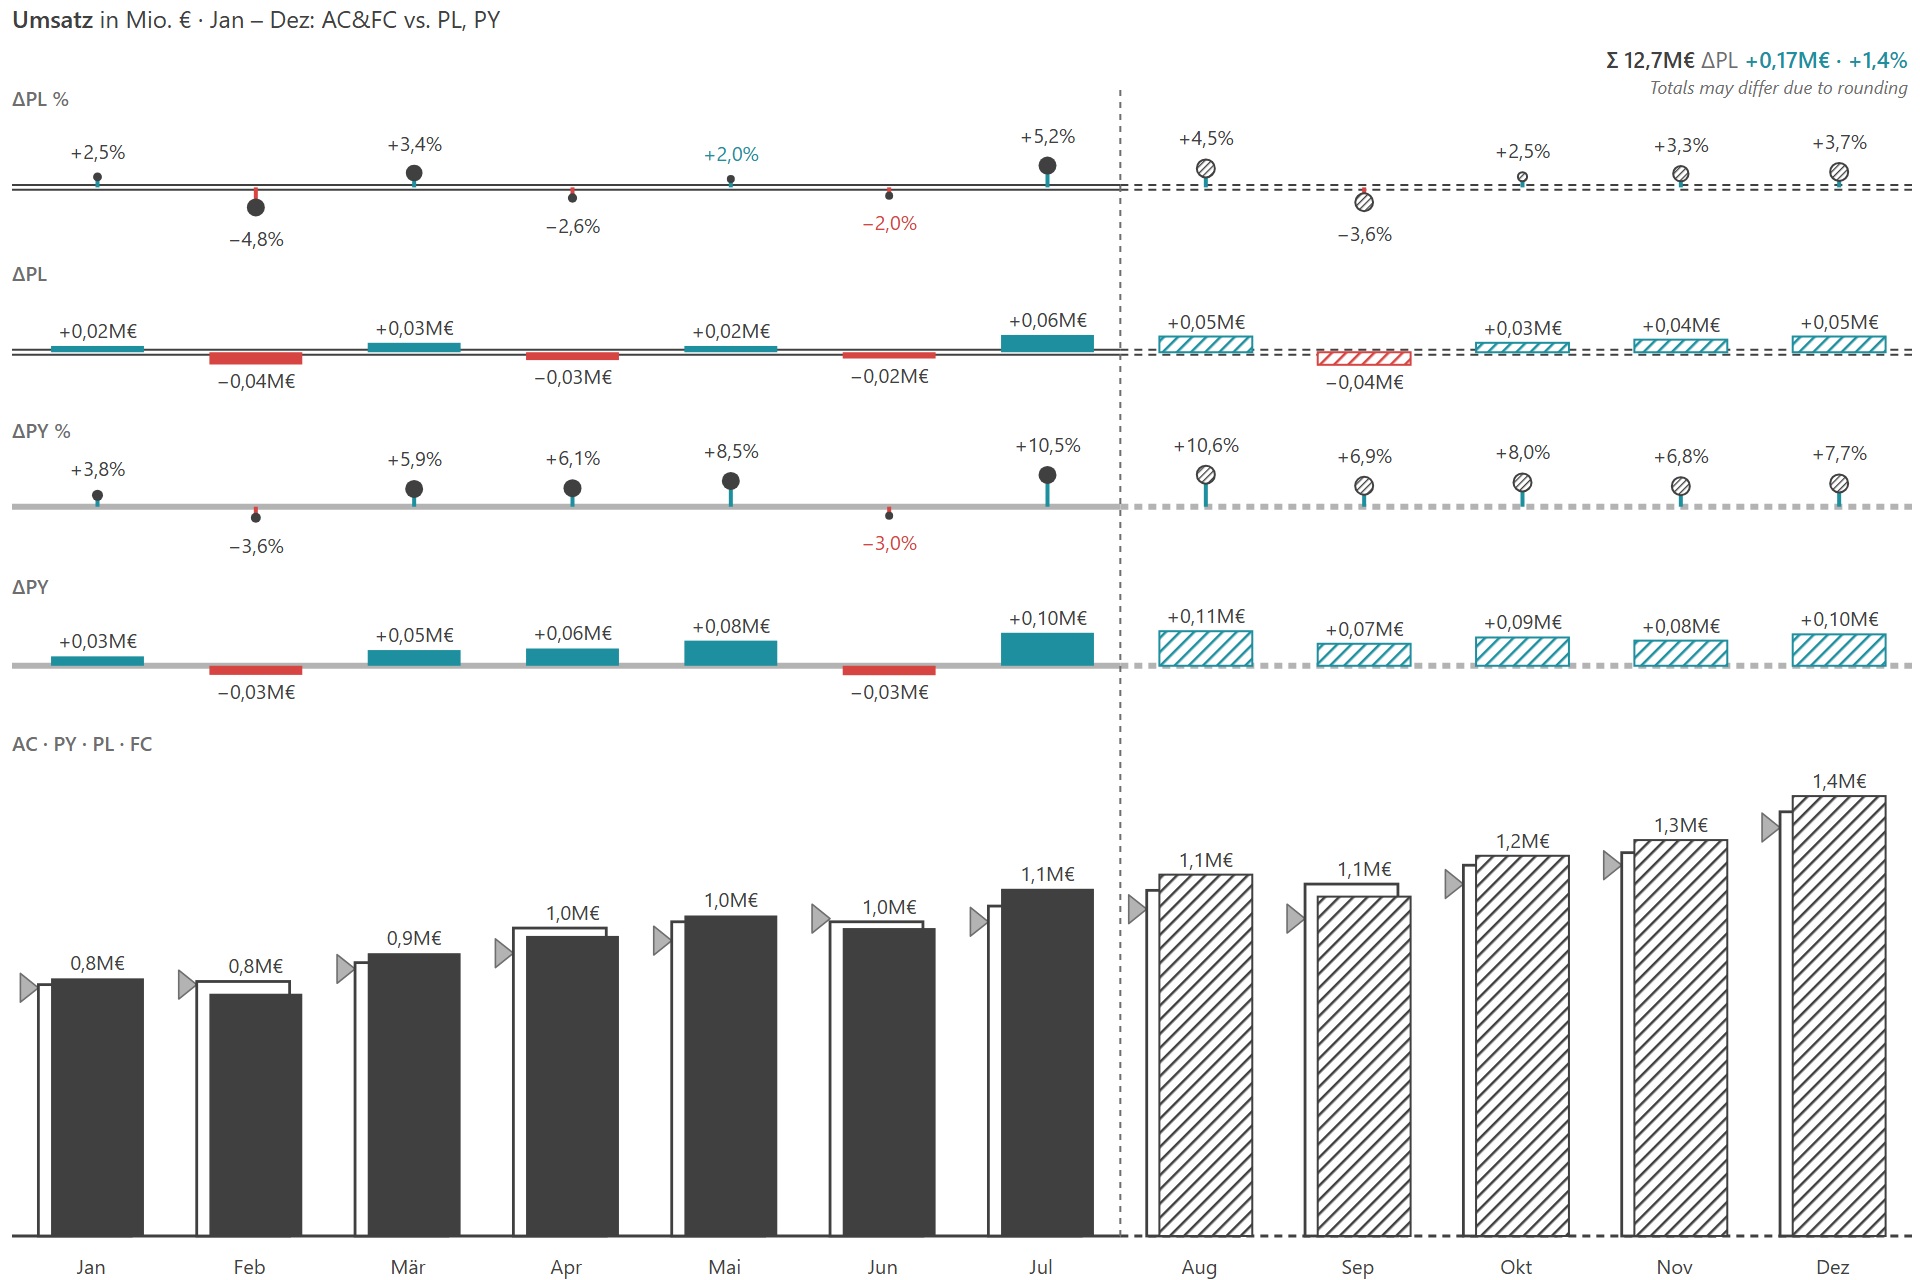 Umsatz in Mio. € · Jan – Dez: AC&FC vs. PL, PY
Σ 12,7M€ ΔPL +0,17M€ · +1,4%
Totals may differ due to rounding
ΔPL %
+2,5% −4,8% +3,4% −2,6% +2,0% −2,0% +5,2% +4,5% −3,6% +2,5% +3,3% +3,7%
ΔPL
+0,02M€ −0,04M€ +0,03M€ −0,03M€ +0,02M€ −0,02M€ +0,06M€ +0,05M€ −0,04M€ +0,03M€ +0,04M€ +0,05M€
ΔPY %
+3,8% −3,6% +5,9% +6,1% +8,5% −3,0% +10,5% +10,6% +6,9% +8,0% +6,8% +7,7%
ΔPY
+0,03M€ −0,03M€ +0,05M€ +0,06M€ +0,08M€ −0,03M€ +0,10M€ +0,11M€ +0,07M€ +0,09M€ +0,08M€ +0,10M€
AC · PY · PL · FC
0,8M€ 0,8M€ 0,9M€ 1,0M€ 1,0M€ 1,0M€ 1,1M€ 1,1M€ 1,1M€ 1,2M€ 1,3M€ 1,4M€
Jan Feb Mär Apr Mai Jun Jul Aug Sep Okt Nov Dez